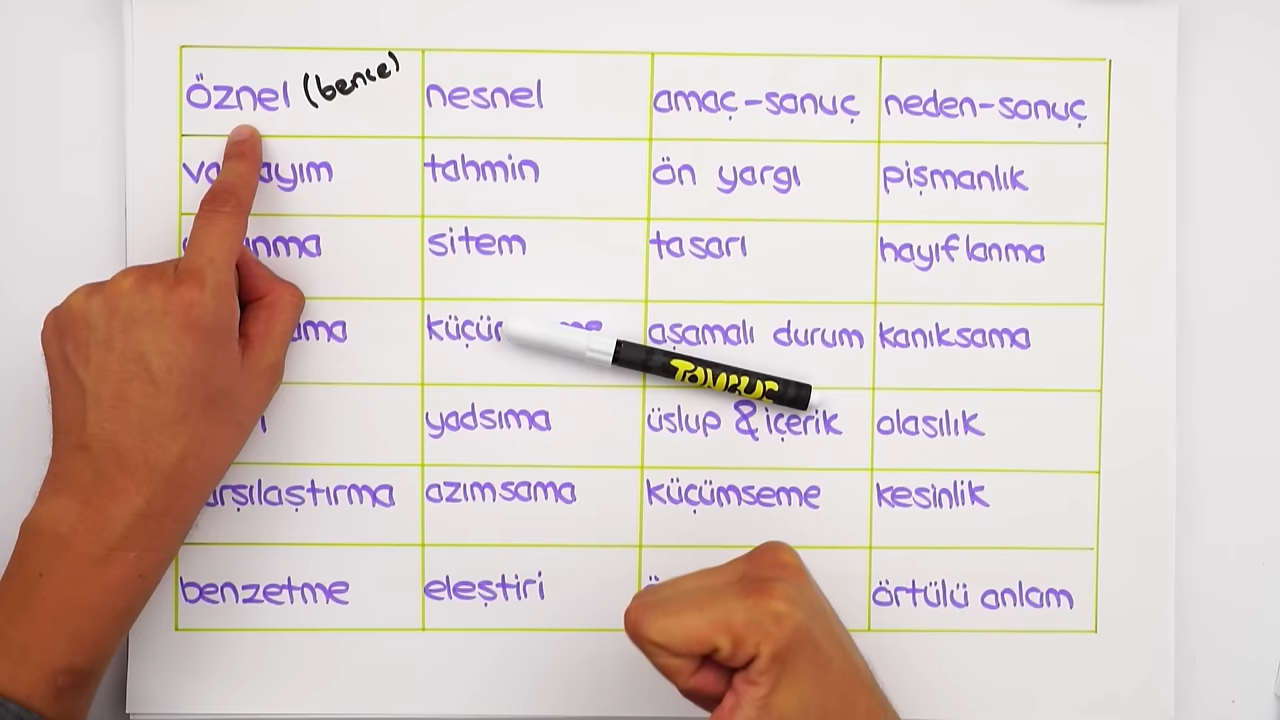 öznel (bence) nesnel amaç-sonuç neden-sonuç
tahmin ön yargı pişmanlık
sitem tasarı hayıflanma
aşamalı durum kanıksama
TONGUÇ
yadsıma üslup & içerik olasılık
azımsama küçümseme kesinlik
benzetme eleştiri örtülü anlam